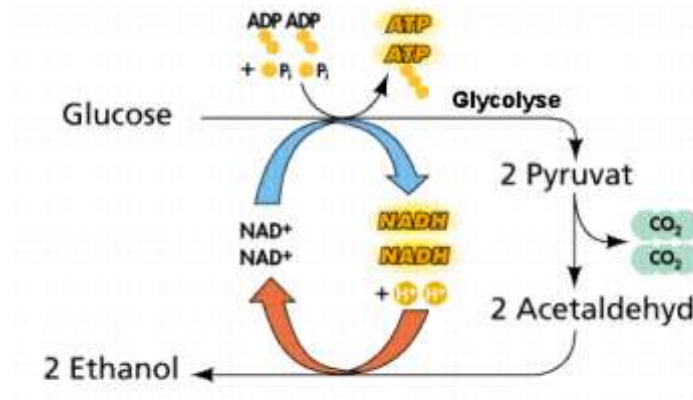 ADP ADP
+ Pi Pi
ATP
ATP
Glycolyse
Glucose
2 Pyruvat
NAD+
NAD+
NADH
NADH
+ H+ H+
CO2
CO2
2 Acetaldehyd
2 Ethanol